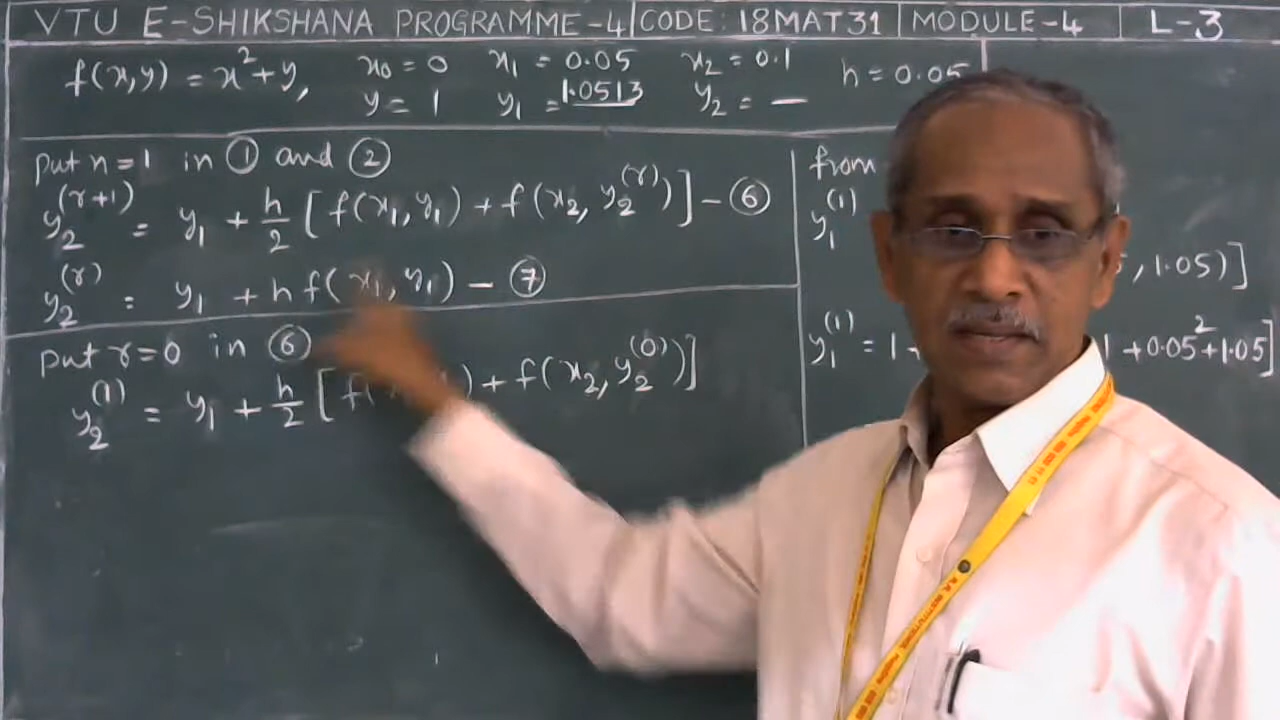 VTU E-SHIKSHANA PROGRAMME-4 | CODE: 18MAT31 | MODULE-4 | L-3
f(x,y) = x²+y, x₀ = 0 x₁ = 0.05 x₂ = 0.1 h = 0.05
y = 1 y₁ = 1.0513 y₂ = —
put n=1 in ① and ②
y₂⁽ʳ⁺¹⁾ = y₁ + h/2 [f(x₁,y₁) + f(x₂, y₂⁽ʳ⁾)] - ⑥
y₂⁽ʳ⁾ = y₁ + hf(x₁,y₁) - ⑦
put r=0 in ⑥
y₂⁽¹⁾ = y₁ + h/2 [f( ) + f(x₂, y₂⁽⁰⁾)]
from
y₁⁽¹⁾
, 1.05)]
y₁⁽¹⁾ = 1 + 1 + 0.05² + 1.05]